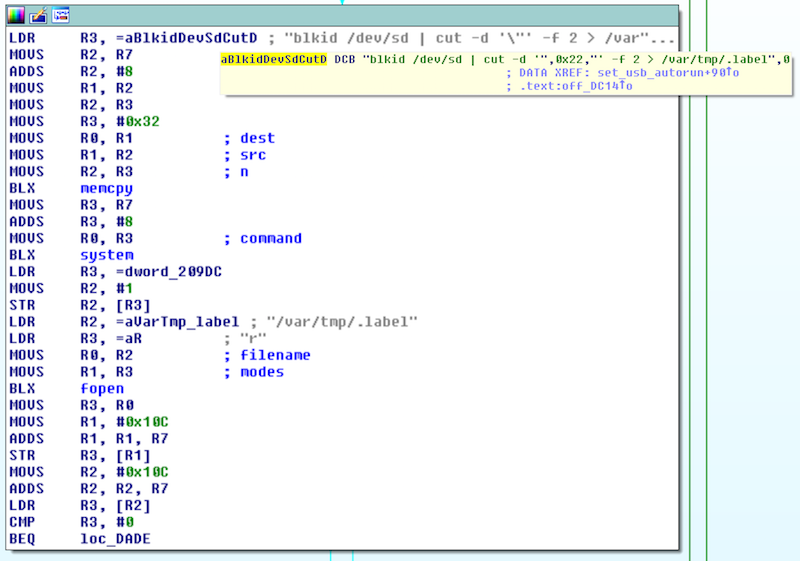 LDR R3, =aBlkidDevSdCutD ; "blkid /dev/sd | cut -d '\"' -f 2 > /var"...
MOVS R2, R7
aBlkidDevSdCutD DCB "blkid /dev/sd | cut -d '",0x22,"' -f 2 > /var/tmp/.label",0
ADDS R2, #8
; DATA XREF: set_usb_autorun+90↑o
MOVS R1, R2
; .text:off_DC14↑o
MOVS R2, R3
MOVS R3, #0x32
MOVS R0, R1 ; dest
MOVS R1, R2 ; src
MOVS R2, R3 ; n
BLX memcpy
MOVS R3, R7
ADDS R3, #8
MOVS R0, R3 ; command
BLX system
LDR R3, =dword_209DC
MOVS R2, #1
STR R2, [R3]
LDR R2, =aVarTmp_label ; "/var/tmp/.label"
LDR R3, =aR ; "r"
MOVS R0, R2 ; filename
MOVS R1, R3 ; modes
BLX fopen
MOVS R3, R0
MOVS R1, #0x10C
ADDS R1, R1, R7
STR R3, [R1]
MOVS R2, #0x10C
ADDS R2, R2, R7
LDR R3, [R2]
CMP R3, #0
BEQ loc_DADE